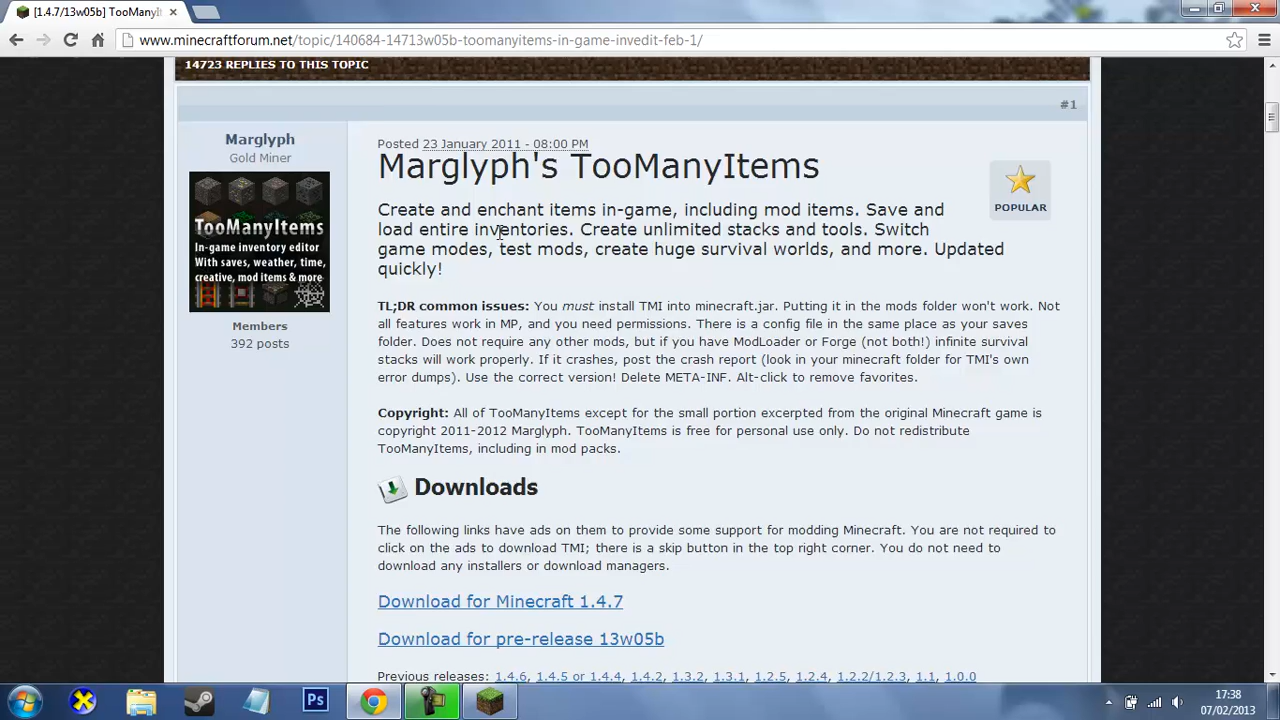 [1.4.7/13w05b] TooManyI
www.minecraftforum.net/topic/140684-14713w05b-toomanyitems-in-game-invedit-feb-1/
14723 REPLIES TO THIS TOPIC
#1
Marglyph
Gold Miner
TooManyItems
In-game inventory editor
With saves, weather, time,
creative, mod items & more
Members
392 posts
Posted 23 January 2011 - 08:00 PM
Marglyph's TooManyItems
POPULAR
Create and enchant items in-game, including mod items. Save and
load entire inventories. Create unlimited stacks and tools. Switch
game modes, test mods, create huge survival worlds, and more. Updated
quickly!
TL;DR common issues: You must install TMI into minecraft.jar. Putting it in the mods folder won't work. Not
all features work in MP, and you need permissions. There is a config file in the same place as your saves
folder. Does not require any other mods, but if you have ModLoader or Forge (not both!) infinite survival
stacks will work properly. If it crashes, post the crash report (look in your minecraft folder for TMI's own
error dumps). Use the correct version! Delete META-INF. Alt-click to remove favorites.
Copyright: All of TooManyItems except for the small portion excerpted from the original Minecraft game is
copyright 2011-2012 Marglyph. TooManyItems is free for personal use only. Do not redistribute
TooManyItems, including in mod packs.
Downloads
The following links have ads on them to provide some support for modding Minecraft. You are not required to
click on the ads to download TMI; there is a skip button in the top right corner. You do not need to
download any installers or download managers.
Download for Minecraft 1.4.7
Download for pre-release 13w05b
Previous releases: 1.4.6, 1.4.5 or 1.4.4, 1.4.2, 1.3.2, 1.3.1, 1.2.5, 1.2.4, 1.2.2/1.2.3, 1.1, 1.0.0
Ps
17:38
07/02/2013